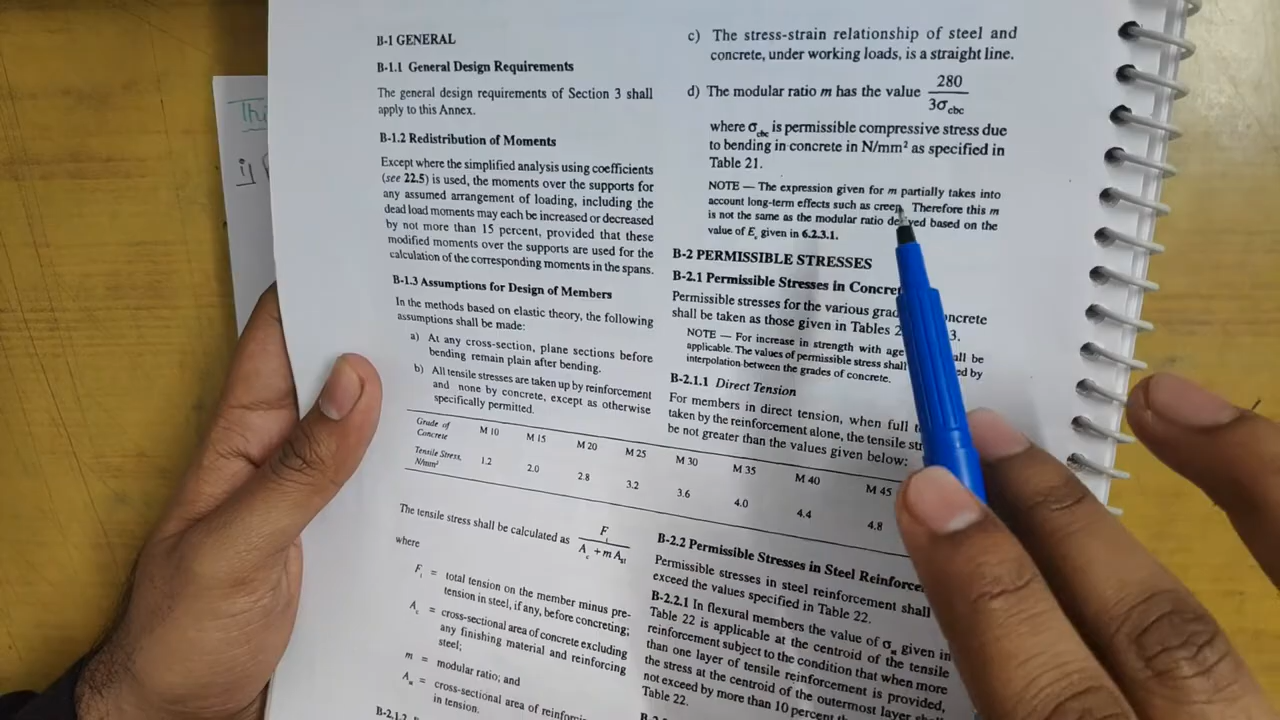 Thi
B-1 GENERAL
B-1.1 General Design Requirements
The general design requirements of Section 3 shall
apply to this Annex.
B-1.2 Redistribution of Moments
Except where the simplified analysis using coefficients
(see 22.5) is used, the moments over the supports for
any assumed arrangement of loading, including the
dead load moments may each be increased or decreased
by not more than 15 percent, provided that these
modified moments over the supports are used for the
calculation of the corresponding moments in the spans.
B-1.3 Assumptions for Design of Members
In the methods based on elastic theory, the following
assumptions shall be made:
a) At any cross-section, plane sections before
bending remain plain after bending.
b) All tensile stresses are taken up by reinforcement
and none by concrete, except as otherwise
specifically permitted.
c) The stress-strain relationship of steel and
concrete, under working loads, is a straight line.
d) The modular ratio m has the value 280 / 3σcbc
where σcbc is permissible compressive stress due
to bending in concrete in N/mm² as specified in
Table 21.
NOTE — The expression given for m partially takes into
account long-term effects such as creep. Therefore this m
is not the same as the modular ratio derived based on the
value of Ec given in 6.2.3.1.
B-2 PERMISSIBLE STRESSES
B-2.1 Permissible Stresses in Concre
Permissible stresses for the various grad oncrete
shall be taken as those given in Tables 2 3.
NOTE — For increase in strength with age all be
applicable. The values of permissible stress shall ed by
interpolation between the grades of concrete.
B-2.1.1 Direct Tension
For members in direct tension, when full t
taken by the reinforcement alone, the tensile str
be not greater than the values given below:
Grade of Concrete M 10 M 15 M 20 M 25 M 30 M 35 M 40 M 45
Tensile Stress, N/mm² 1.2 2.0 2.8 3.2 3.6 4.0 4.4 4.8
The tensile stress shall be calculated as Ft / Ac + m Ast
where
Ft = total tension on the member minus pre-
tension in steel, if any, before concreting;
Ac = cross-sectional area of concrete excluding
any finishing material and reinforcing
steel;
m = modular ratio; and
Ast = cross-sectional area of reinfor
in tension.
B-2.1.2
B-2.2 Permissible Stresses in Steel Reinforce
Permissible stresses in steel reinforcement shall
exceed the values specified in Table 22.
B-2.2.1 In flexural members the value of σst given in
Table 22 is applicable at the centroid of the tensile
reinforcement subject to the condition that when more
than one layer of tensile reinforcement is provided,
the stress at the centroid of the outermost layer shall
not exceed by more than 10 percent the
Table 22.